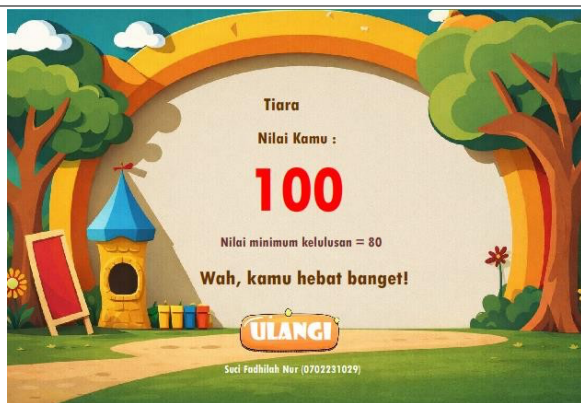 Tiara
Nilai Kamu :
100
Nilai minimum kelulusan = 80
Wah, kamu hebat banget!
ULANGI
Suci Fadhilah Nur (0702231029)